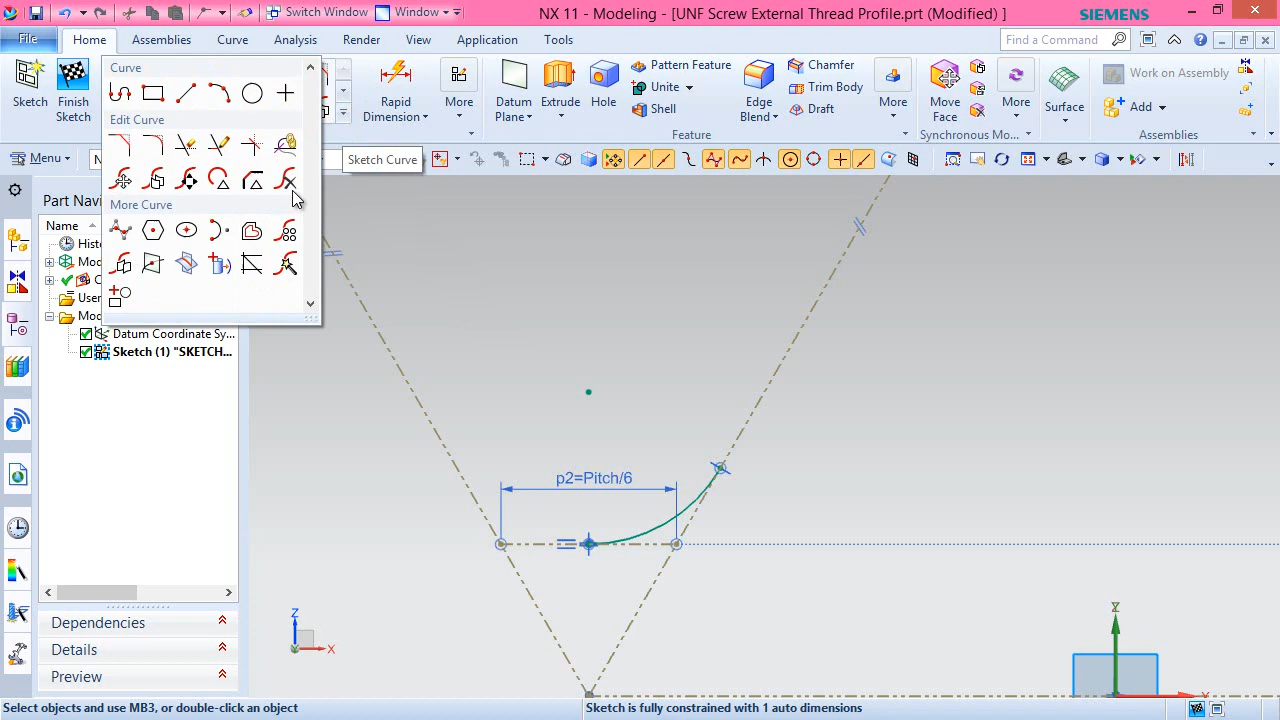 Switch Window
Window
NX 11 - Modeling - [UNF Screw External Thread Profile.prt (Modified) ]
SIEMENS
File
Home
Assemblies
Curve
Analysis
Render
View
Application
Tools
Find a Command
Sketch
Finish
Sketch
Curve
Edit Curve
More Curve
Rapid
Dimension
More
Datum
Plane
Extrude
Hole
Pattern Feature
Unite
Shell
Edge
Blend
Chamfer
Trim Body
Draft
More
Feature
Move
Face
More
Synchronous Mo...
Surface
Work on Assembly
Add
Assemblies
Menu
N
Sketch Curve
Part Na
Name
Hist
Mod
C
User
Mod
Datum Coordinate Sy...
Sketch (1) "SKETCH...
Dependencies
Details
Preview
p2=Pitch/6
Z
X
Y
Select objects and use MB3, or double-click an object
Sketch is fully constrained with 1 auto dimensions